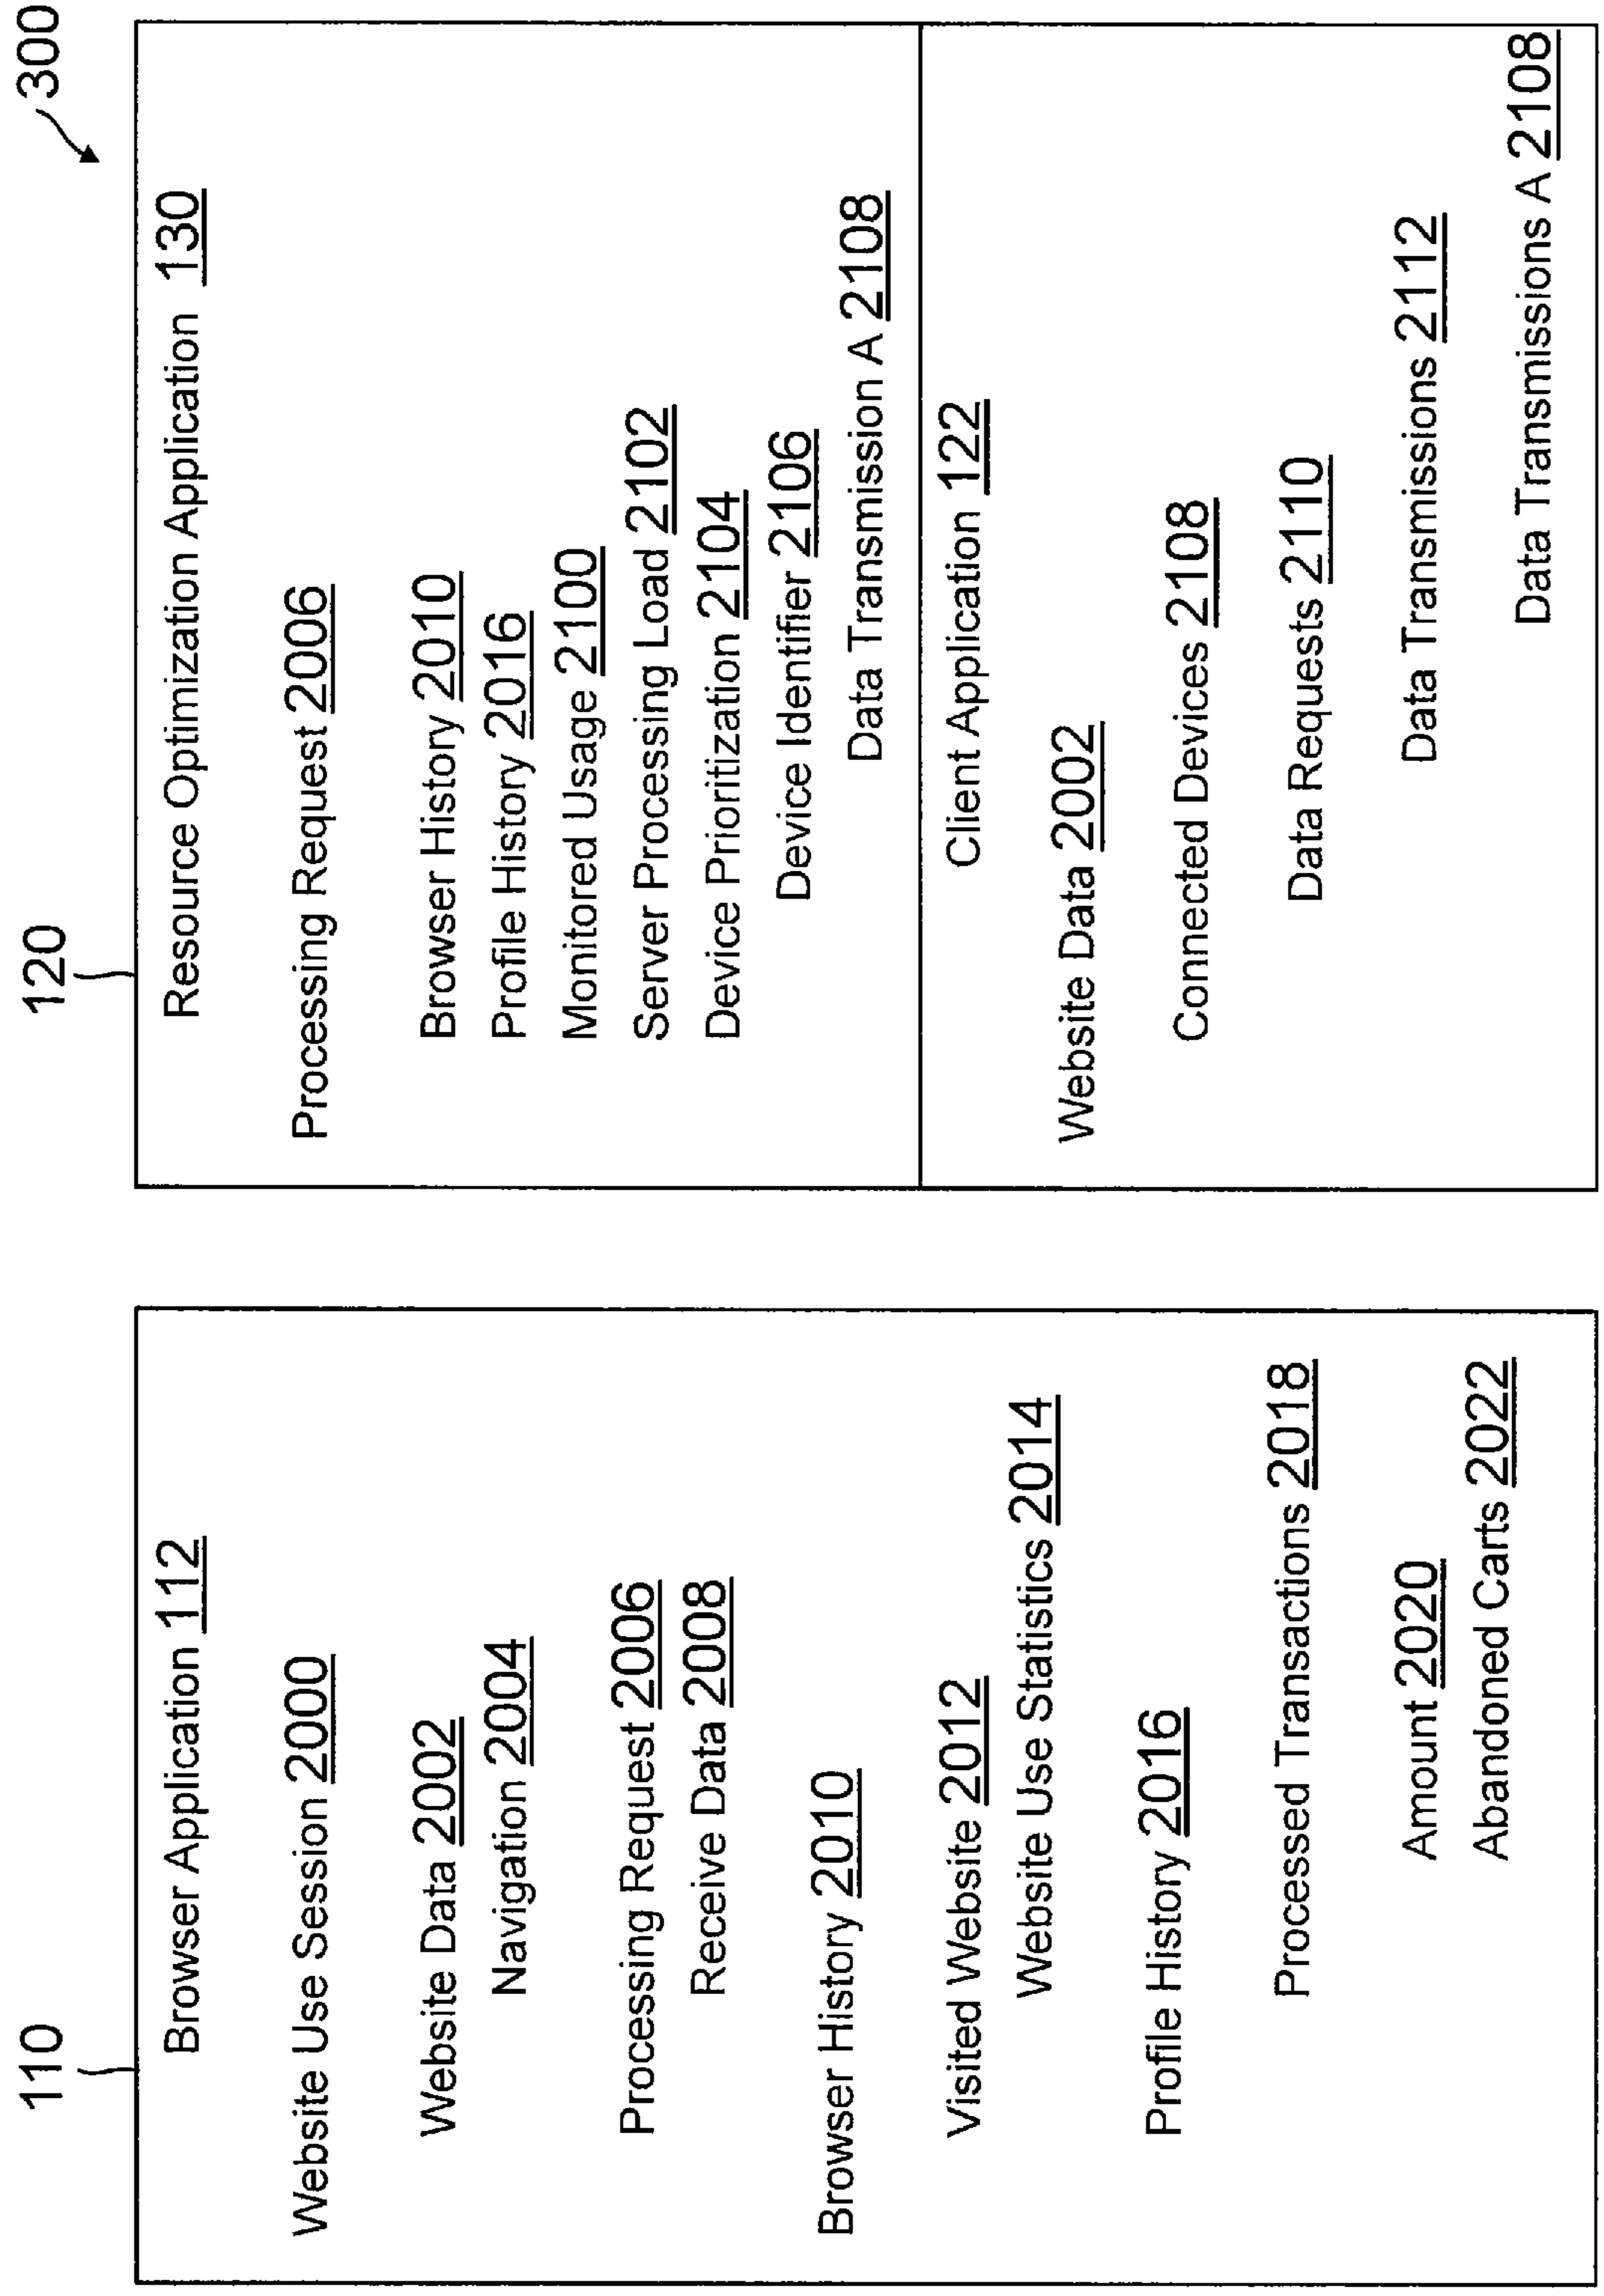 300
110
Browser Application 112
Website Use Session 2000
Website Data 2002
Navigation 2004
Processing Request 2006
Receive Data 2008
Browser History 2010
Visited Website 2012
Website Use Statistics 2014
Profile History 2016
Processed Transactions 2018
Amount 2020
Abandoned Carts 2022
120
Resource Optimization Application 130
Processing Request 2006
Browser History 2010
Profile History 2016
Monitored Usage 2100
Server Processing Load 2102
Device Prioritization 2104
Device Identifier 2106
Data Transmission A 2108
Client Application 122
Website Data 2002
Connected Devices 2108
Data Requests 2110
Data Transmissions 2112
Data Transmissions A 2108